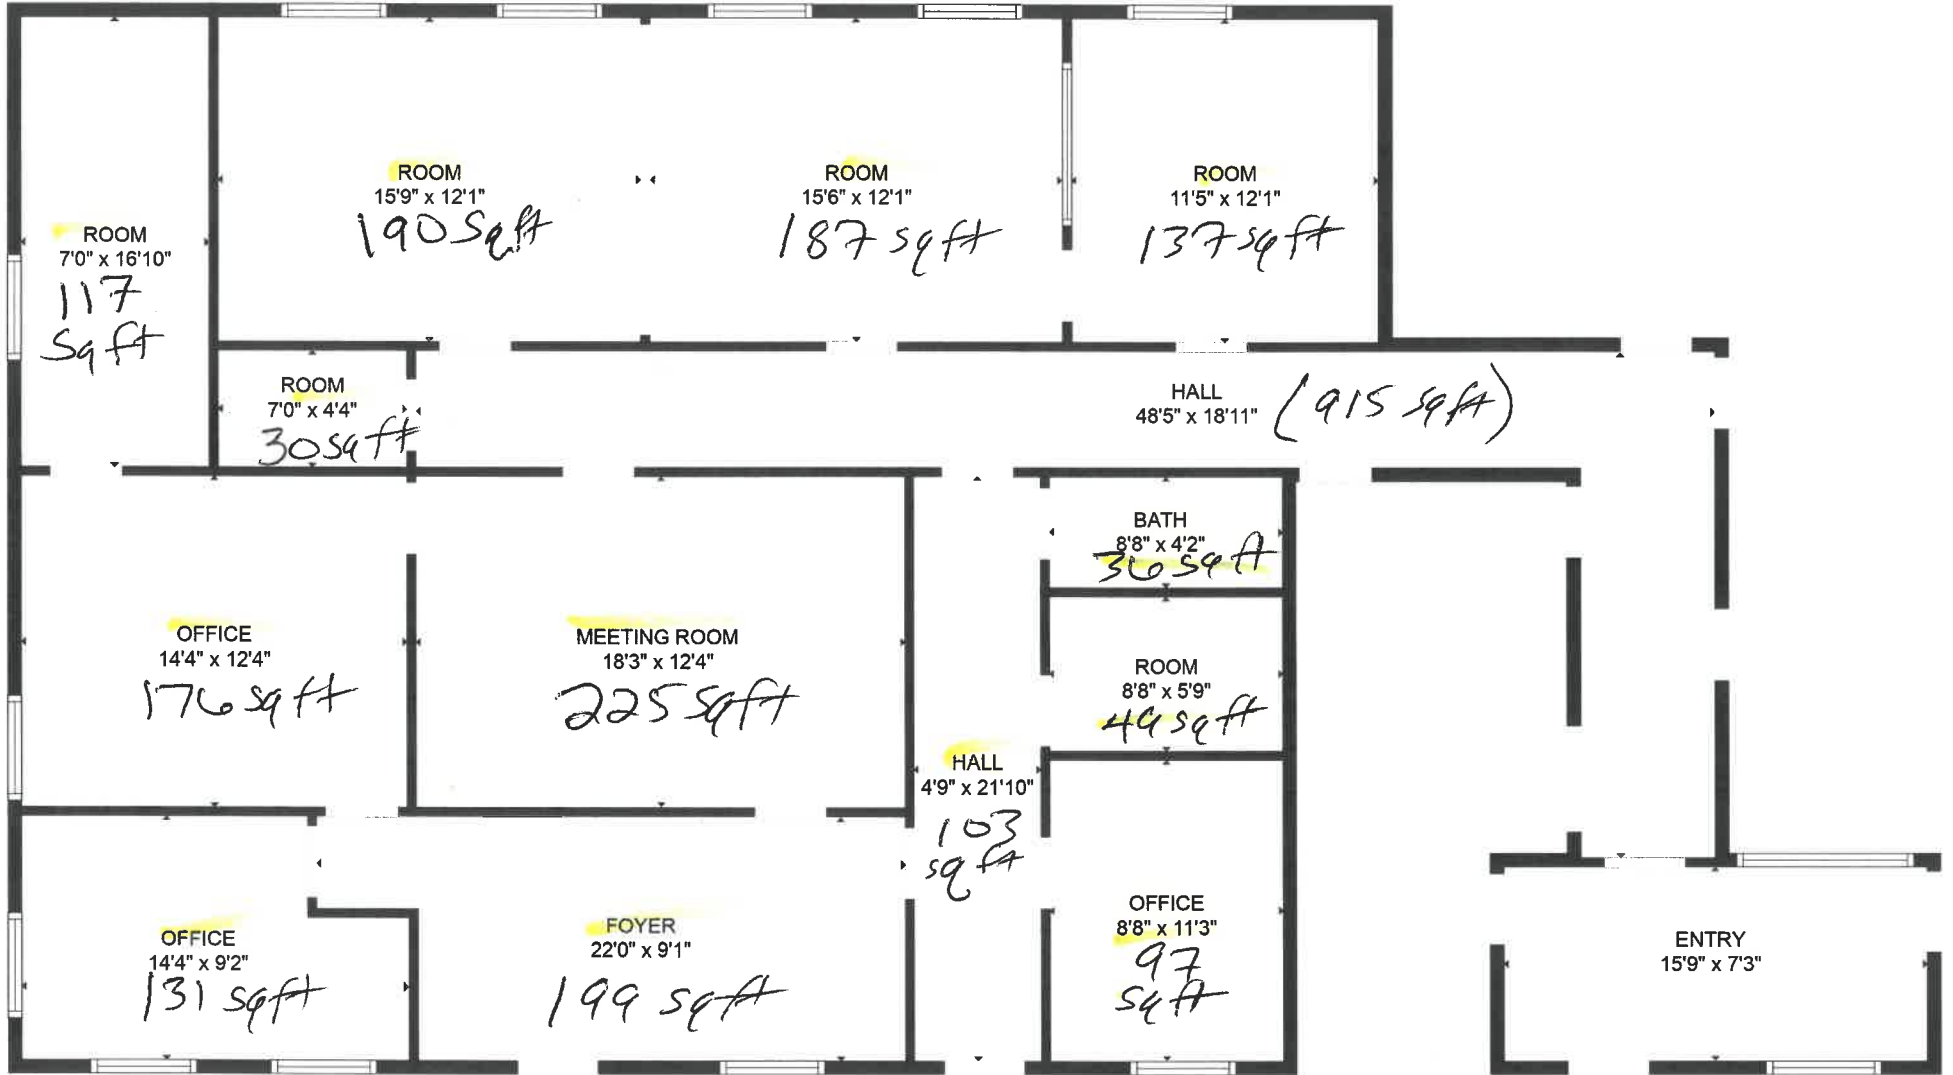 ROOM
15'9" x 12'1"
190 Sqft
ROOM
15'6" x 12'1"
187 sqft
ROOM
11'5" x 12'1"
137 sqft
ROOM
7'0" x 16'10"
117
Sqft
ROOM
7'0" x 4'4"
30 sqft
HALL
48'5" x 18'11"
(915 sqft)
BATH
8'8" x 4'2"
36 sqft
OFFICE
14'4" x 12'4"
176 sqft
MEETING ROOM
18'3" x 12'4"
225 sqft
ROOM
8'8" x 5'9"
49 sqft
HALL
4'9" x 21'10"
103
sqft
OFFICE
14'4" x 9'2"
131 sqft
FOYER
22'0" x 9'1"
199 sqft
OFFICE
8'8" x 11'3"
97
sqft
ENTRY
15'9" x 7'3"